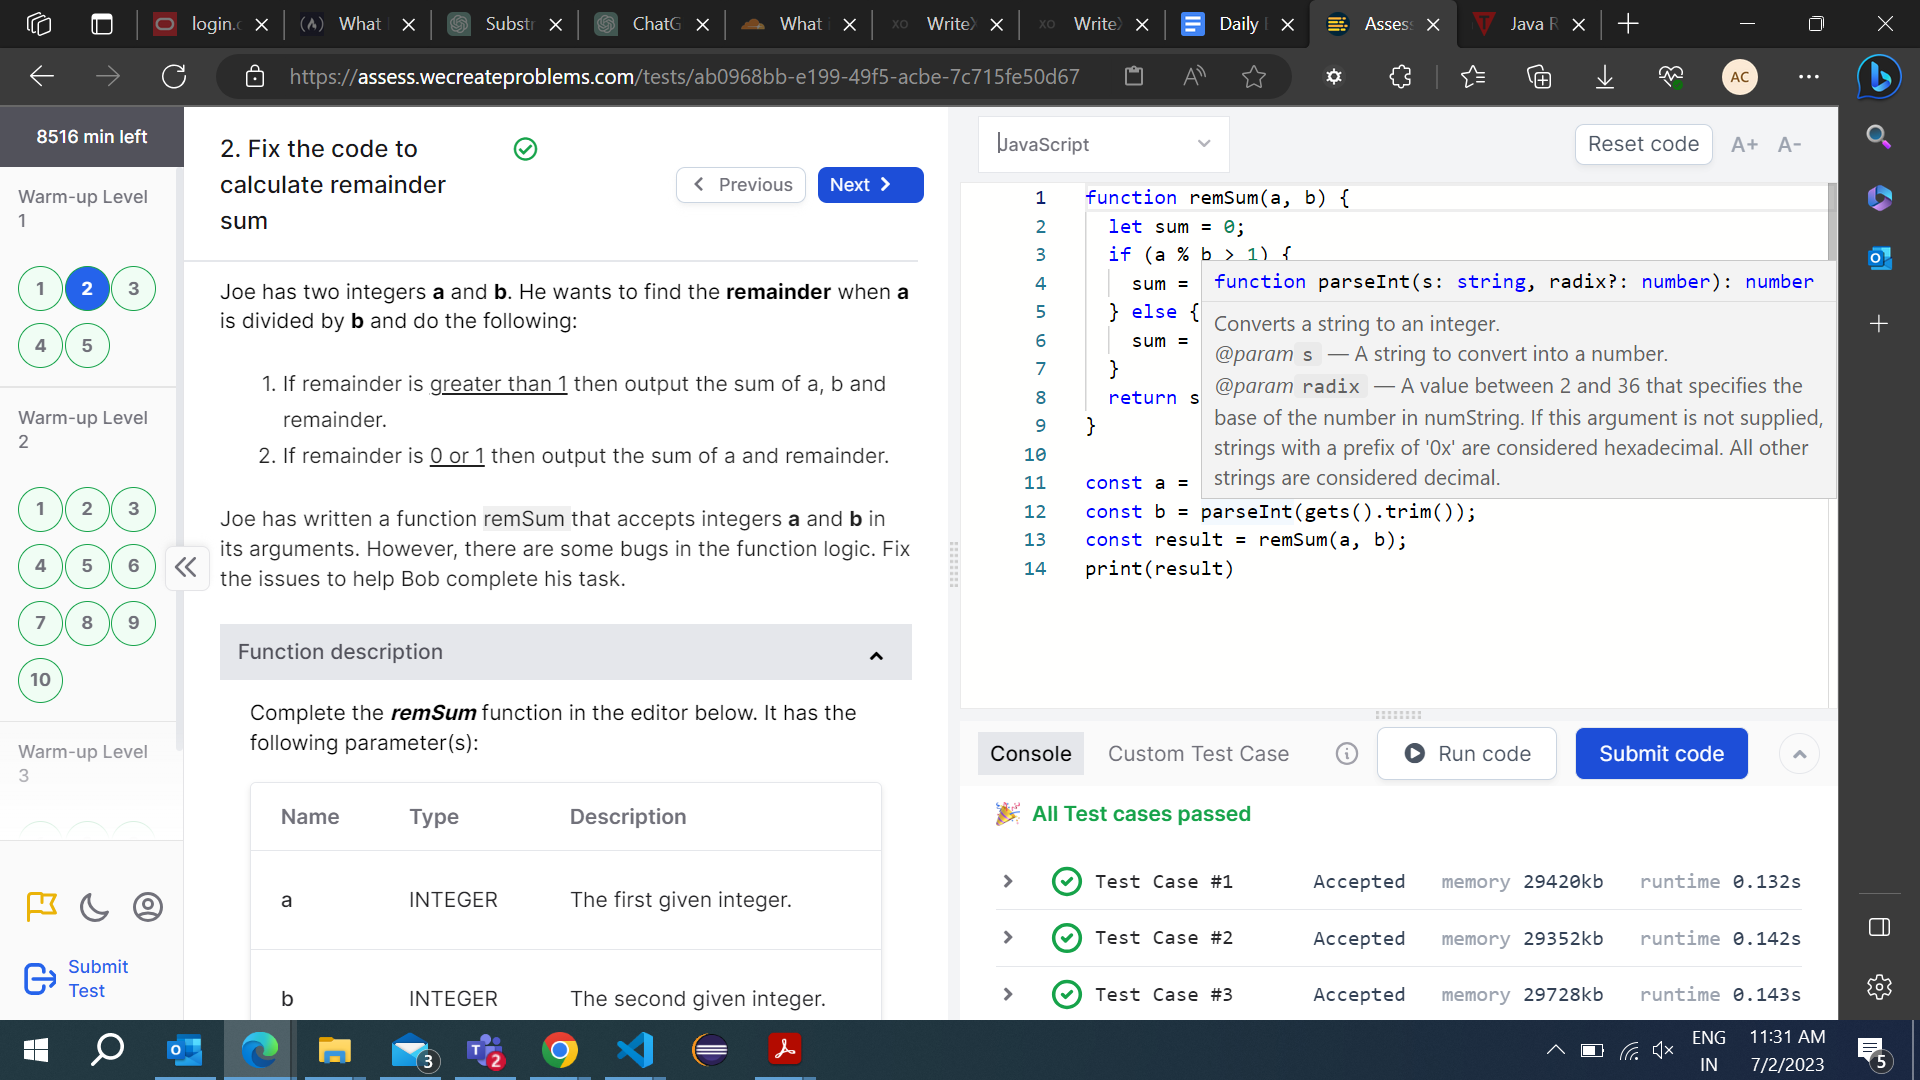 login.c
What
Substr
ChatG
What i
WriteX
WriteX
Daily E
Assess
Java R
https://assess.wecreateproblems.com/tests/ab0968bb-e199-49f5-acbe-7c715fe50d67
AC
8516 min left
Warm-up Level
1
1 2 3
4 5
Warm-up Level
2
1 2 3
4 5 6
7 8 9
10
Warm-up Level
3
Submit
Test
2. Fix the code to
calculate remainder
sum
Previous
Next
Joe has two integers a and b. He wants to find the remainder when a
is divided by b and do the following:
1. If remainder is greater than 1 then output the sum of a, b and
remainder.
2. If remainder is 0 or 1 then output the sum of a and remainder.
Joe has written a function remSum that accepts integers a and b in
its arguments. However, there are some bugs in the function logic. Fix
the issues to help Bob complete his task.
Function description
Complete the remSum function in the editor below. It has the
following parameter(s):
Name Type Description
a INTEGER The first given integer.
b INTEGER The second given integer.
JavaScript
Reset code
A+ A-
1 function remSum(a, b) {
2 let sum = 0;
3 if (a % b > 1) {
4 sum =
5 } else {
6 sum =
7 }
8 return s
9 }
10
11 const a =
12 const b = parseInt(gets().trim());
13 const result = remSum(a, b);
14 print(result)
function parseInt(s: string, radix?: number): number
Converts a string to an integer.
@param s — A string to convert into a number.
@param radix — A value between 2 and 36 that specifies the
base of the number in numString. If this argument is not supplied,
strings with a prefix of '0x' are considered hexadecimal. All other
strings are considered decimal.
Console
Custom Test Case
Run code
Submit code
All Test cases passed
Test Case #1 Accepted memory 29420kb runtime 0.132s
Test Case #2 Accepted memory 29352kb runtime 0.142s
Test Case #3 Accepted memory 29728kb runtime 0.143s
3
2
ENG
IN
11:31 AM
7/2/2023
5